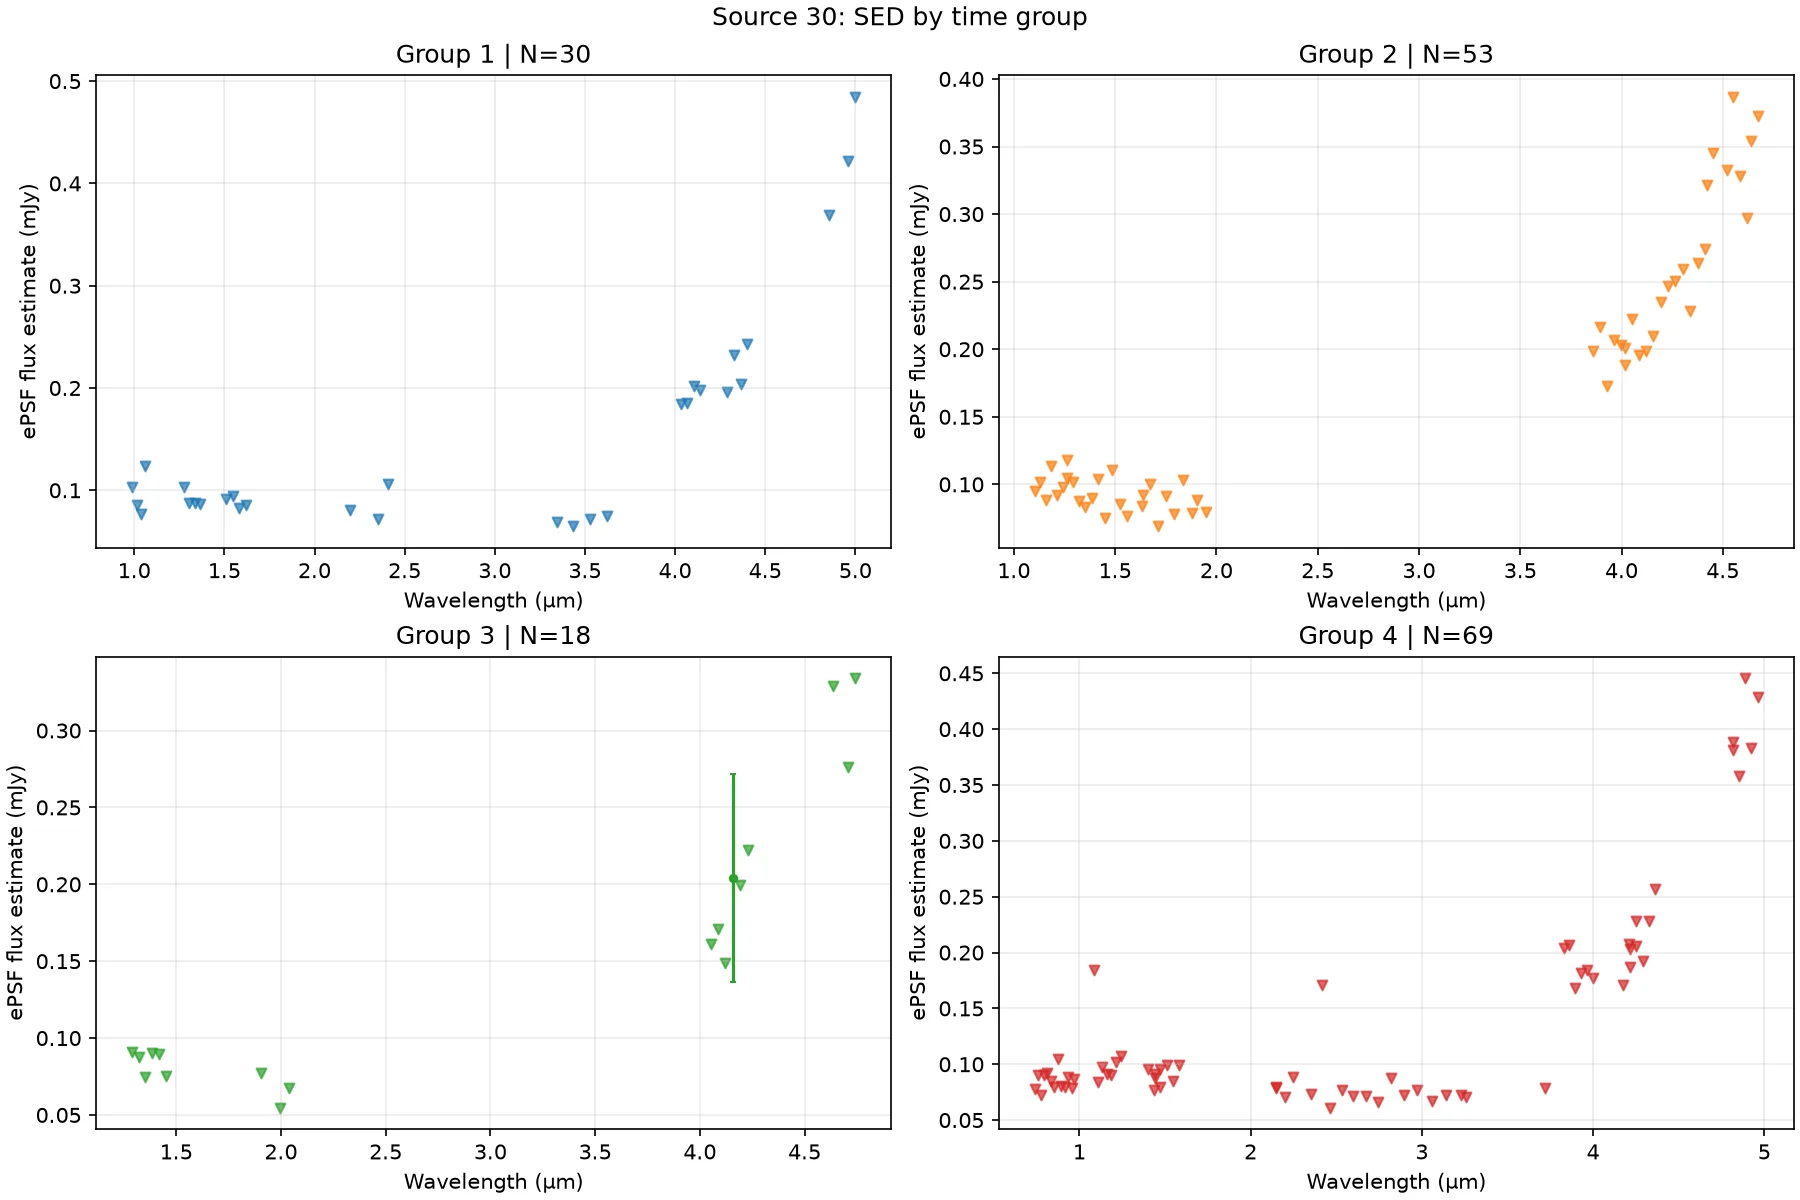 Source 30: SED by time group
Group 1 | N=30
Group 2 | N=53
ePSF flux estimate (mJy)
0.5
0.4
0.3
0.2
0.1
1.0 1.5 2.0 2.5 3.0 3.5 4.0 4.5 5.0
Wavelength (μm)
ePSF flux estimate (mJy)
0.40
0.35
0.30
0.25
0.20
0.15
0.10
1.0 1.5 2.0 2.5 3.0 3.5 4.0 4.5
Wavelength (μm)
Group 3 | N=18
Group 4 | N=69
ePSF flux estimate (mJy)
0.30
0.25
0.20
0.15
0.10
0.05
1.5 2.0 2.5 3.0 3.5 4.0 4.5
Wavelength (μm)
ePSF flux estimate (mJy)
0.45
0.40
0.35
0.30
0.25
0.20
0.15
0.10
0.05
1 2 3 4 5
Wavelength (μm)